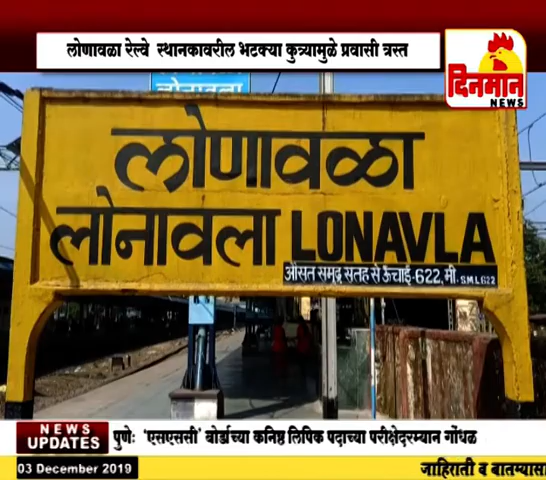 लोणावळा रेल्वे स्थानकावरील भटक्या कुत्र्यामुळे प्रवासी त्रस्त
दिनमान
NEWS
लोनावला
लोणावळा
लोनावला LONAVLA
औसत समुद्र सतह से ऊँचाई-622, मी. S.M.L 622
NEWS
UPDATES
पुणेः 'एसएससी' बोर्डाच्या कनिष्ठ लिपिक पदाच्या परीक्षेदरम्यान गोंधळ
03 December 2019
जाहिराती व बातम्यासा